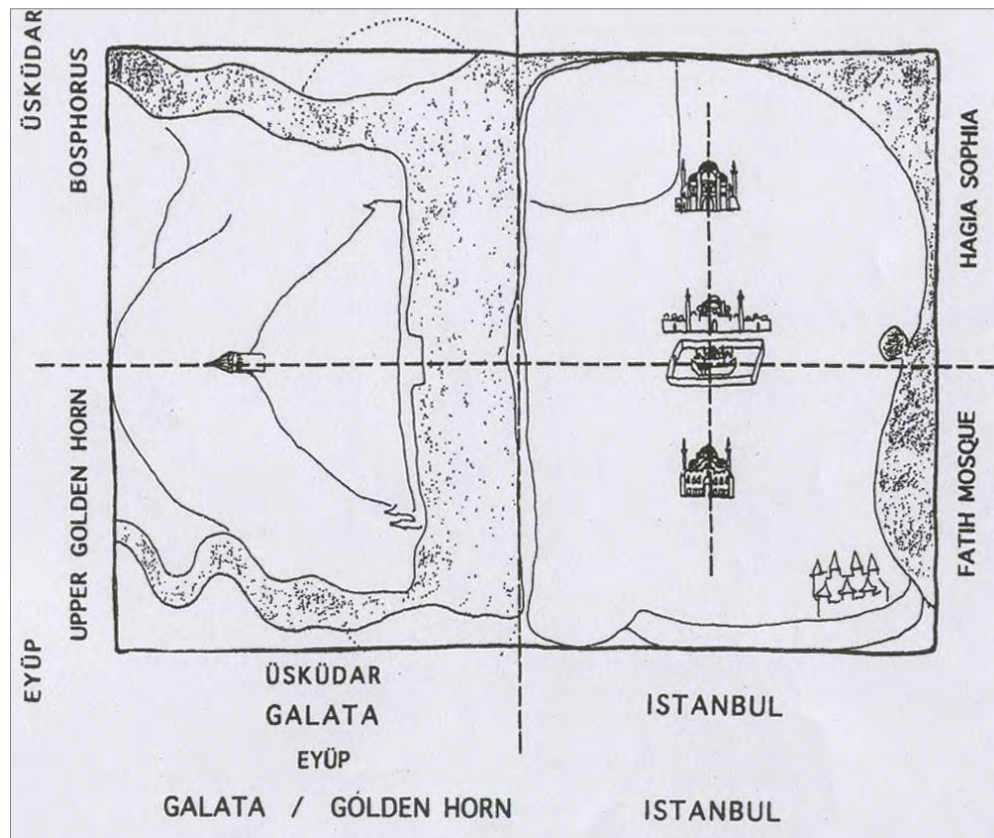 ÜSKÜDAR
BOSPHORUS
HAGIA SOPHIA
UPPER GOLDEN HORN
FATIH MOSQUE
EYÜP
ÜSKÜDAR
GALATA
ISTANBUL
EYÜP
GALATA / GOLDEN HORN
ISTANBUL